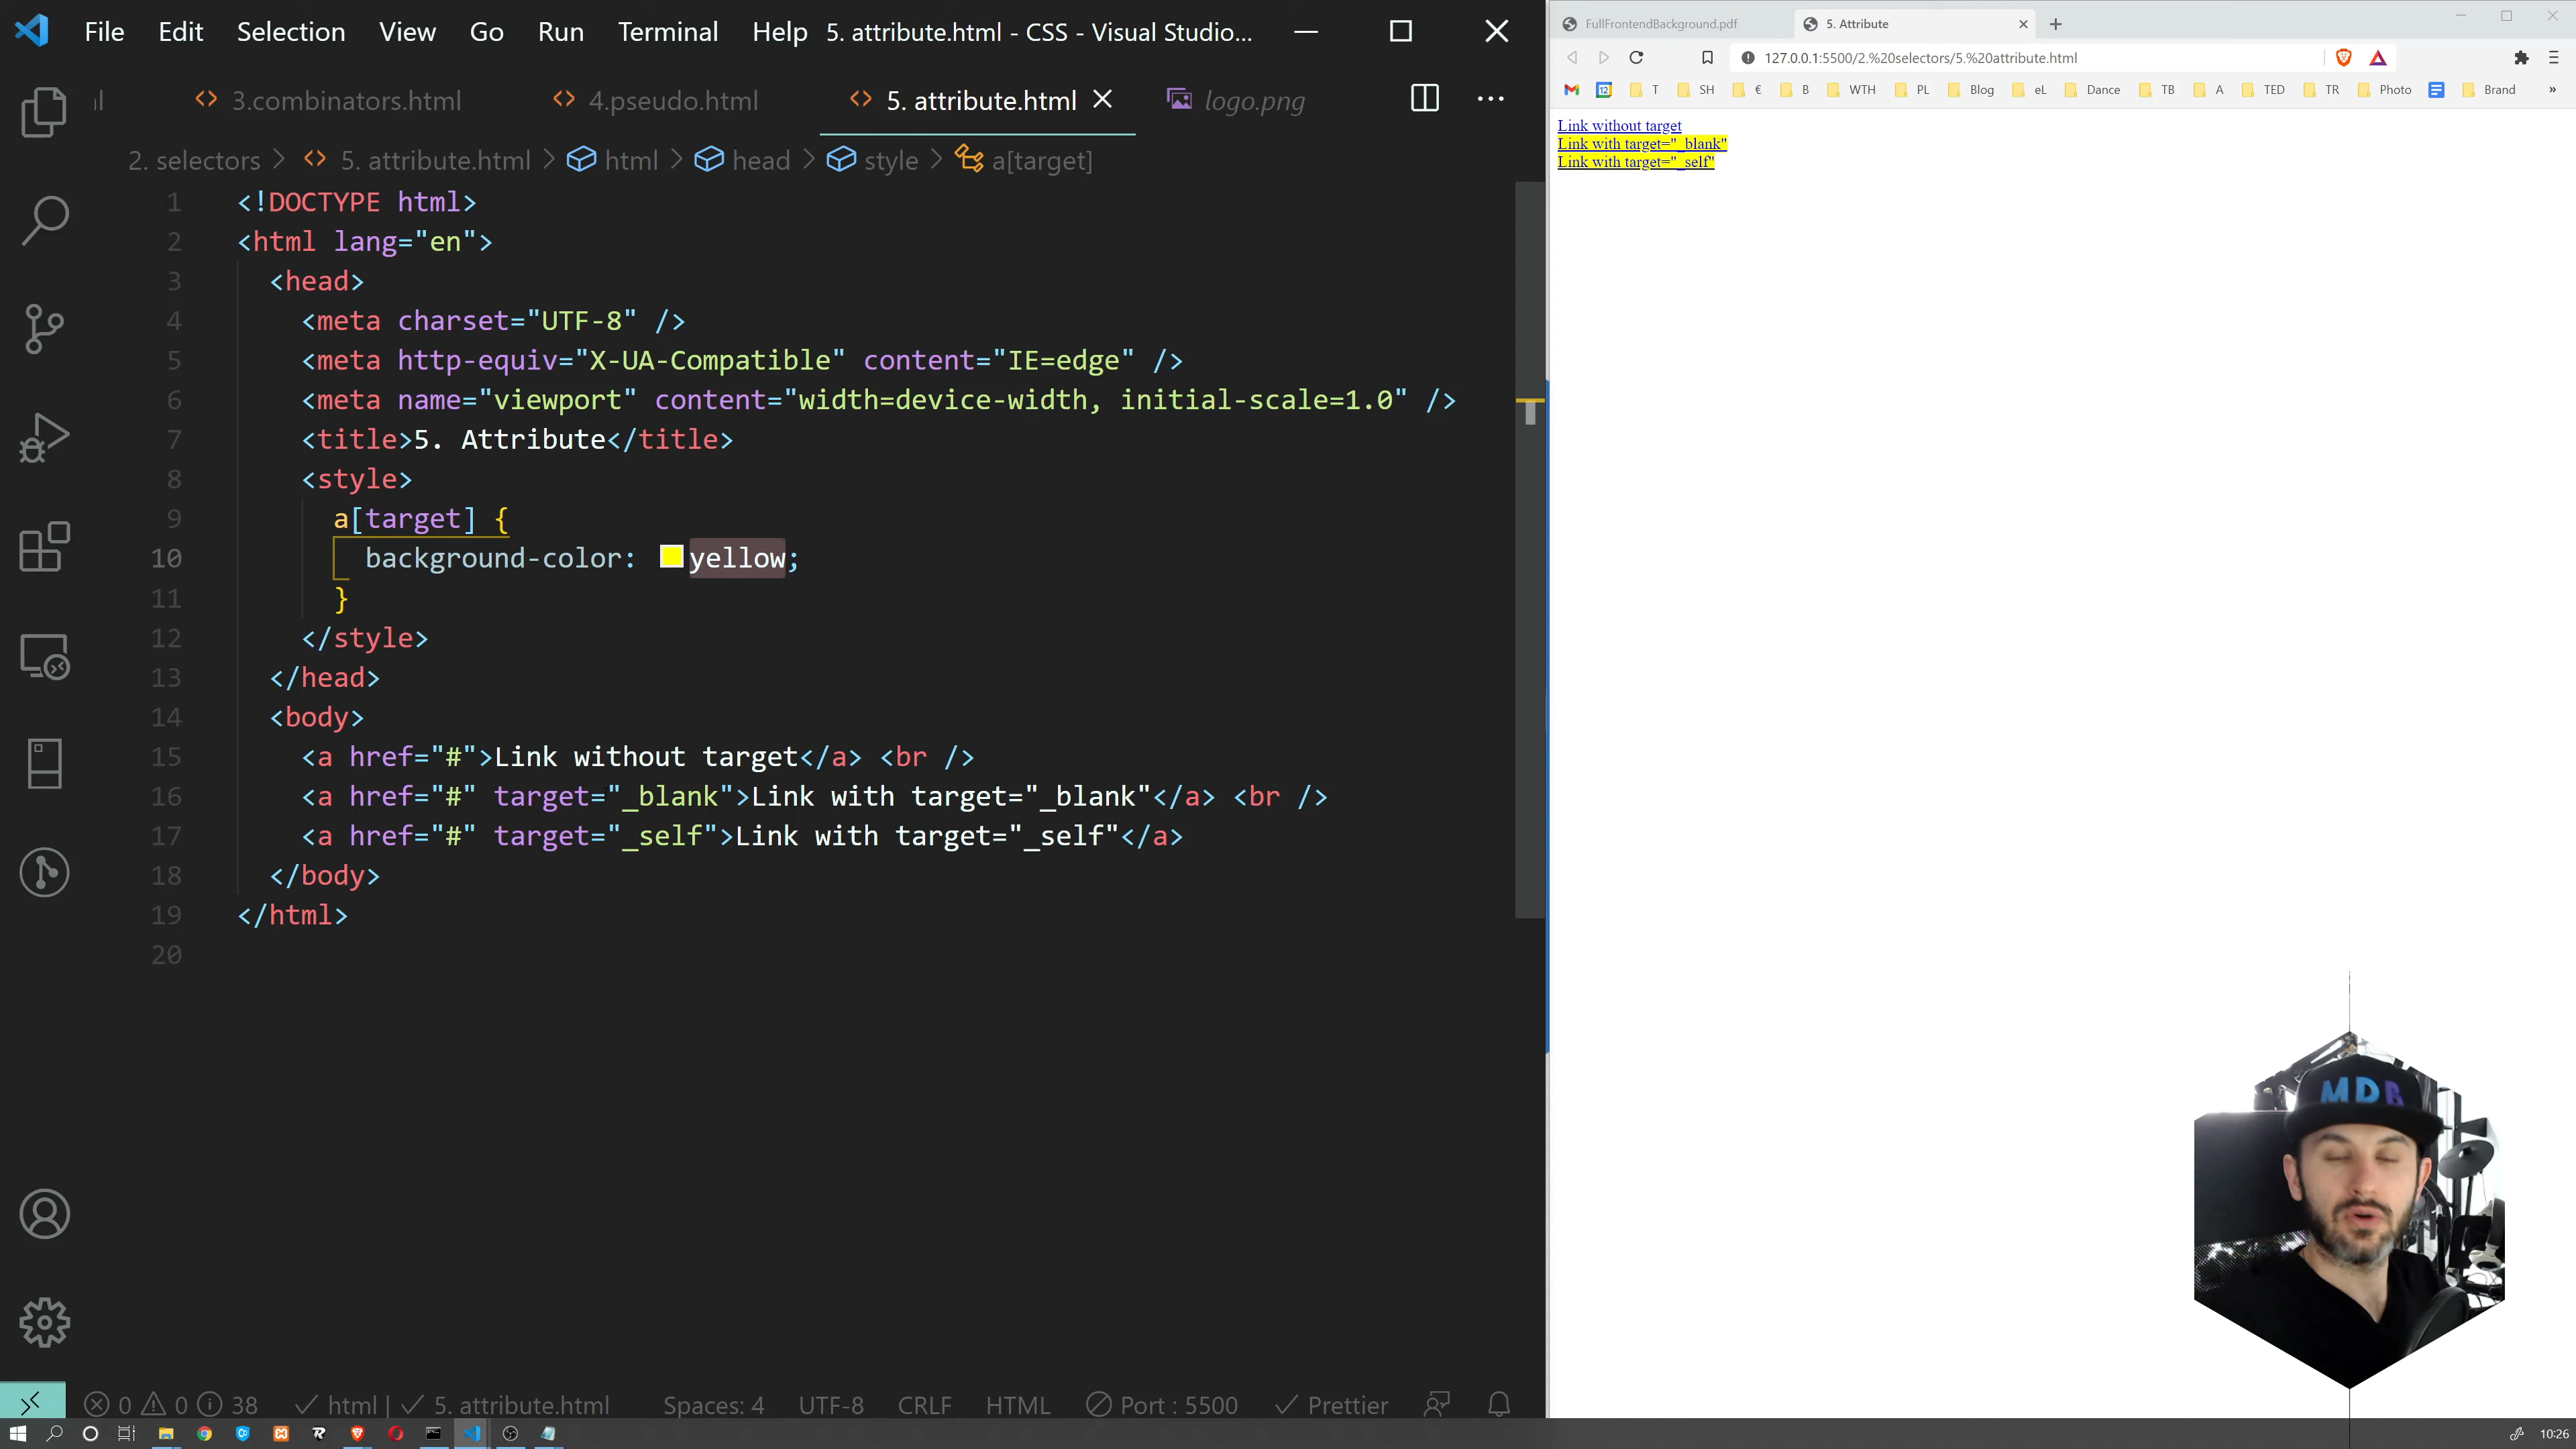 File Edit Selection View Go Run Terminal Help 5. attribute.html - CSS - Visual Studio...
3.combinators.html 4.pseudo.html 5. attribute.html logo.png
2. selectors > 5. attribute.html > html > head > style > a[target]
1 <!DOCTYPE html>
2 <html lang="en">
3 <head>
4 <meta charset="UTF-8" />
5 <meta http-equiv="X-UA-Compatible" content="IE=edge" />
6 <meta name="viewport" content="width=device-width, initial-scale=1.0" />
7 <title>5. Attribute</title>
8 <style>
9 a[target] {
10 background-color: yellow;
11 }
12 </style>
13 </head>
14 <body>
15 <a href="#">Link without target</a> <br />
16 <a href="#" target="_blank">Link with target="_blank"</a> <br />
17 <a href="#" target="_self">Link with target="_self"</a>
18 </body>
19 </html>
20
0 0 38 html | 5. attribute.html Spaces: 4 UTF-8 CRLF HTML Port : 5500 Prettier
FullFrontendBackground.pdf 5. Attribute
127.0.0.1:5500/2.%20selectors/5.%20attribute.html
T SH € B WTH PL Blog eL Dance TB A TED TR Photo Brand »
Link without target
Link with target="_blank"
Link with target="_self"
MDB
10:26